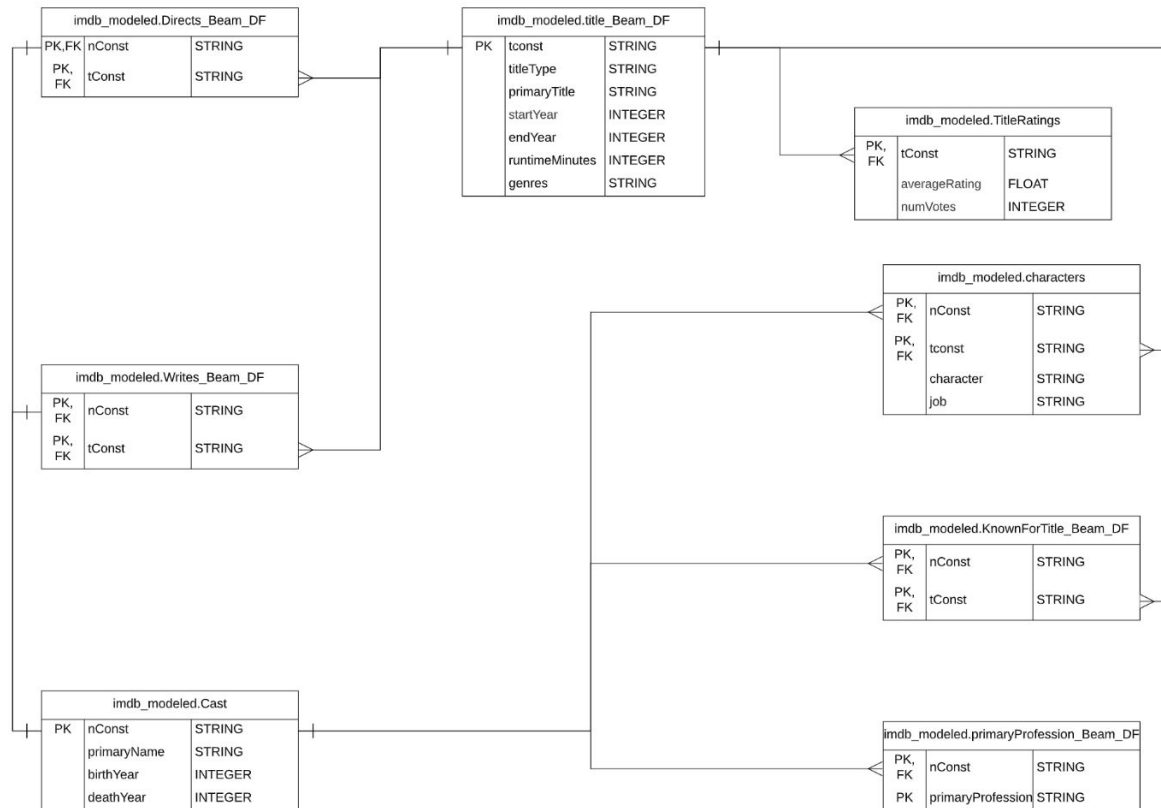 imdb_modeled.Directs_Beam_DF
PK,FK nConst STRING
PK, FK tConst STRING
imdb_modeled.title_Beam_DF
PK tconst STRING
titleType STRING
primaryTitle STRING
startYear INTEGER
endYear INTEGER
runtimeMinutes INTEGER
genres STRING
imdb_modeled.TitleRatings
PK, FK tConst STRING
averageRating FLOAT
numVotes INTEGER
imdb_modeled.characters
PK, FK nConst STRING
PK, FK tconst STRING
character STRING
job STRING
imdb_modeled.Writes_Beam_DF
PK, FK nConst STRING
PK, FK tConst STRING
imdb_modeled.KnownForTitle_Beam_DF
PK, FK nConst STRING
PK, FK tConst STRING
imdb_modeled.Cast
PK nConst STRING
primaryName STRING
birthYear INTEGER
deathYear INTEGER
imdb_modeled.primaryProfession_Beam_DF
PK, FK nConst STRING
PK primaryProfession STRING